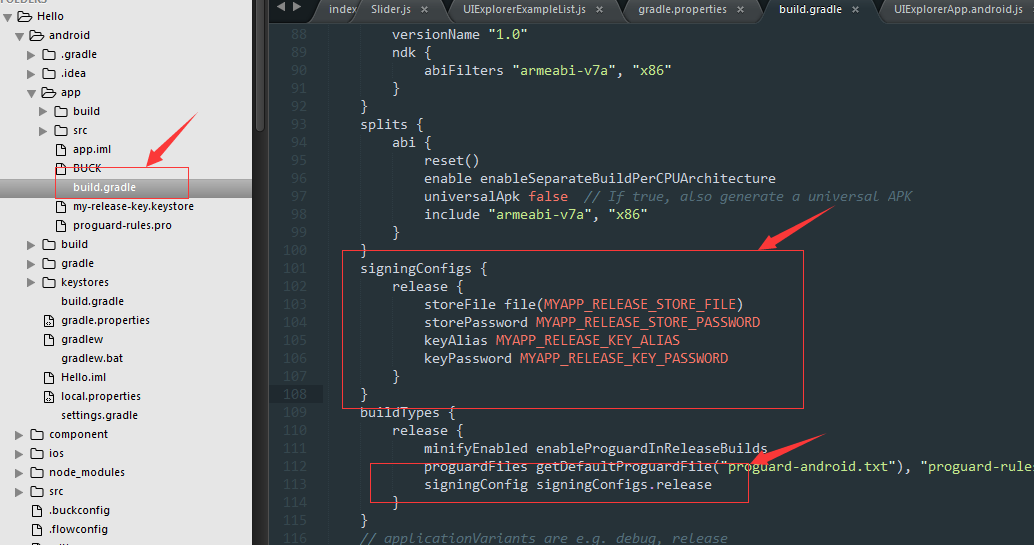 FOLDERS
Hello
android
.gradle
.idea
app
build
src
app.iml
BUCK
build.gradle
my-release-key.keystore
proguard-rules.pro
build
gradle
keystores
build.gradle
gradle.properties
gradlew
gradlew.bat
Hello.iml
local.properties
settings.gradle
component
ios
node_modules
src
.buckconfig
.flowconfig
index
Slider.js
UIExplorerExampleList.js
gradle.properties
build.gradle
UIExplorerApp.android.js
88 versionName "1.0"
89 ndk {
90 abiFilters "armeabi-v7a", "x86"
91 }
92 }
93 splits {
94 abi {
95 reset()
96 enable enableSeparateBuildPerCPUArchitecture
97 universalApk false // If true, also generate a universal APK
98 include "armeabi-v7a", "x86"
99 }
100 }
101 signingConfigs {
102 release {
103 storeFile file(MYAPP_RELEASE_STORE_FILE)
104 storePassword MYAPP_RELEASE_STORE_PASSWORD
105 keyAlias MYAPP_RELEASE_KEY_ALIAS
106 keyPassword MYAPP_RELEASE_KEY_PASSWORD
107 }
108 }
109 buildTypes {
110 release {
111 minifyEnabled enableProguardInReleaseBuilds
112 proguardFiles getDefaultProguardFile("proguard-android.txt"), "proguard-rules
113 signingConfig signingConfigs.release
114 }
115 }
116 // applicationVariants are e.g. debug, release